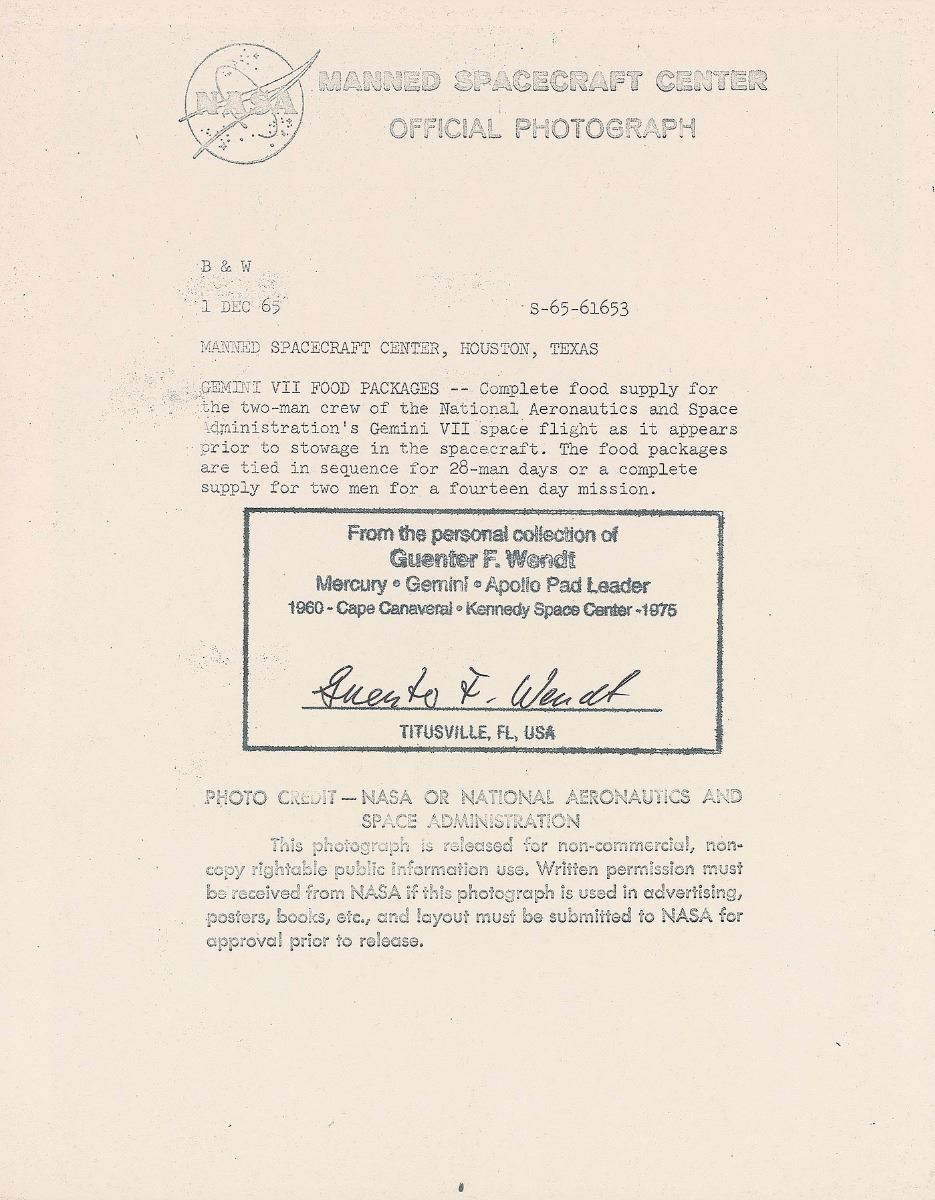 NASA
MANNED SPACECRAFT CENTER
OFFICIAL PHOTOGRAPH
B & W
1 DEC 65 S-65-61653
MANNED SPACECRAFT CENTER, HOUSTON, TEXAS
GEMINI VII FOOD PACKAGES -- Complete food supply for
the two-man crew of the National Aeronautics and Space
Administration's Gemini VII space flight as it appears
prior to stowage in the spacecraft. The food packages
are tied in sequence for 28-man days or a complete
supply for two men for a fourteen day mission.
From the personal collection of
Guenter F. Wendt
Mercury • Gemini • Apollo Pad Leader
1960 - Cape Canaveral • Kennedy Space Center -1975
Guenter F. Wendt
TITUSVILLE, FL, USA
PHOTO CREDIT — NASA OR NATIONAL AERONAUTICS AND
SPACE ADMINISTRATION
This photograph is released for non-commercial, non-
copy rightable public information use. Written permission must
be received from NASA if this photograph is used in advertising,
posters, books, etc., and layout must be submitted to NASA for
approval prior to release.